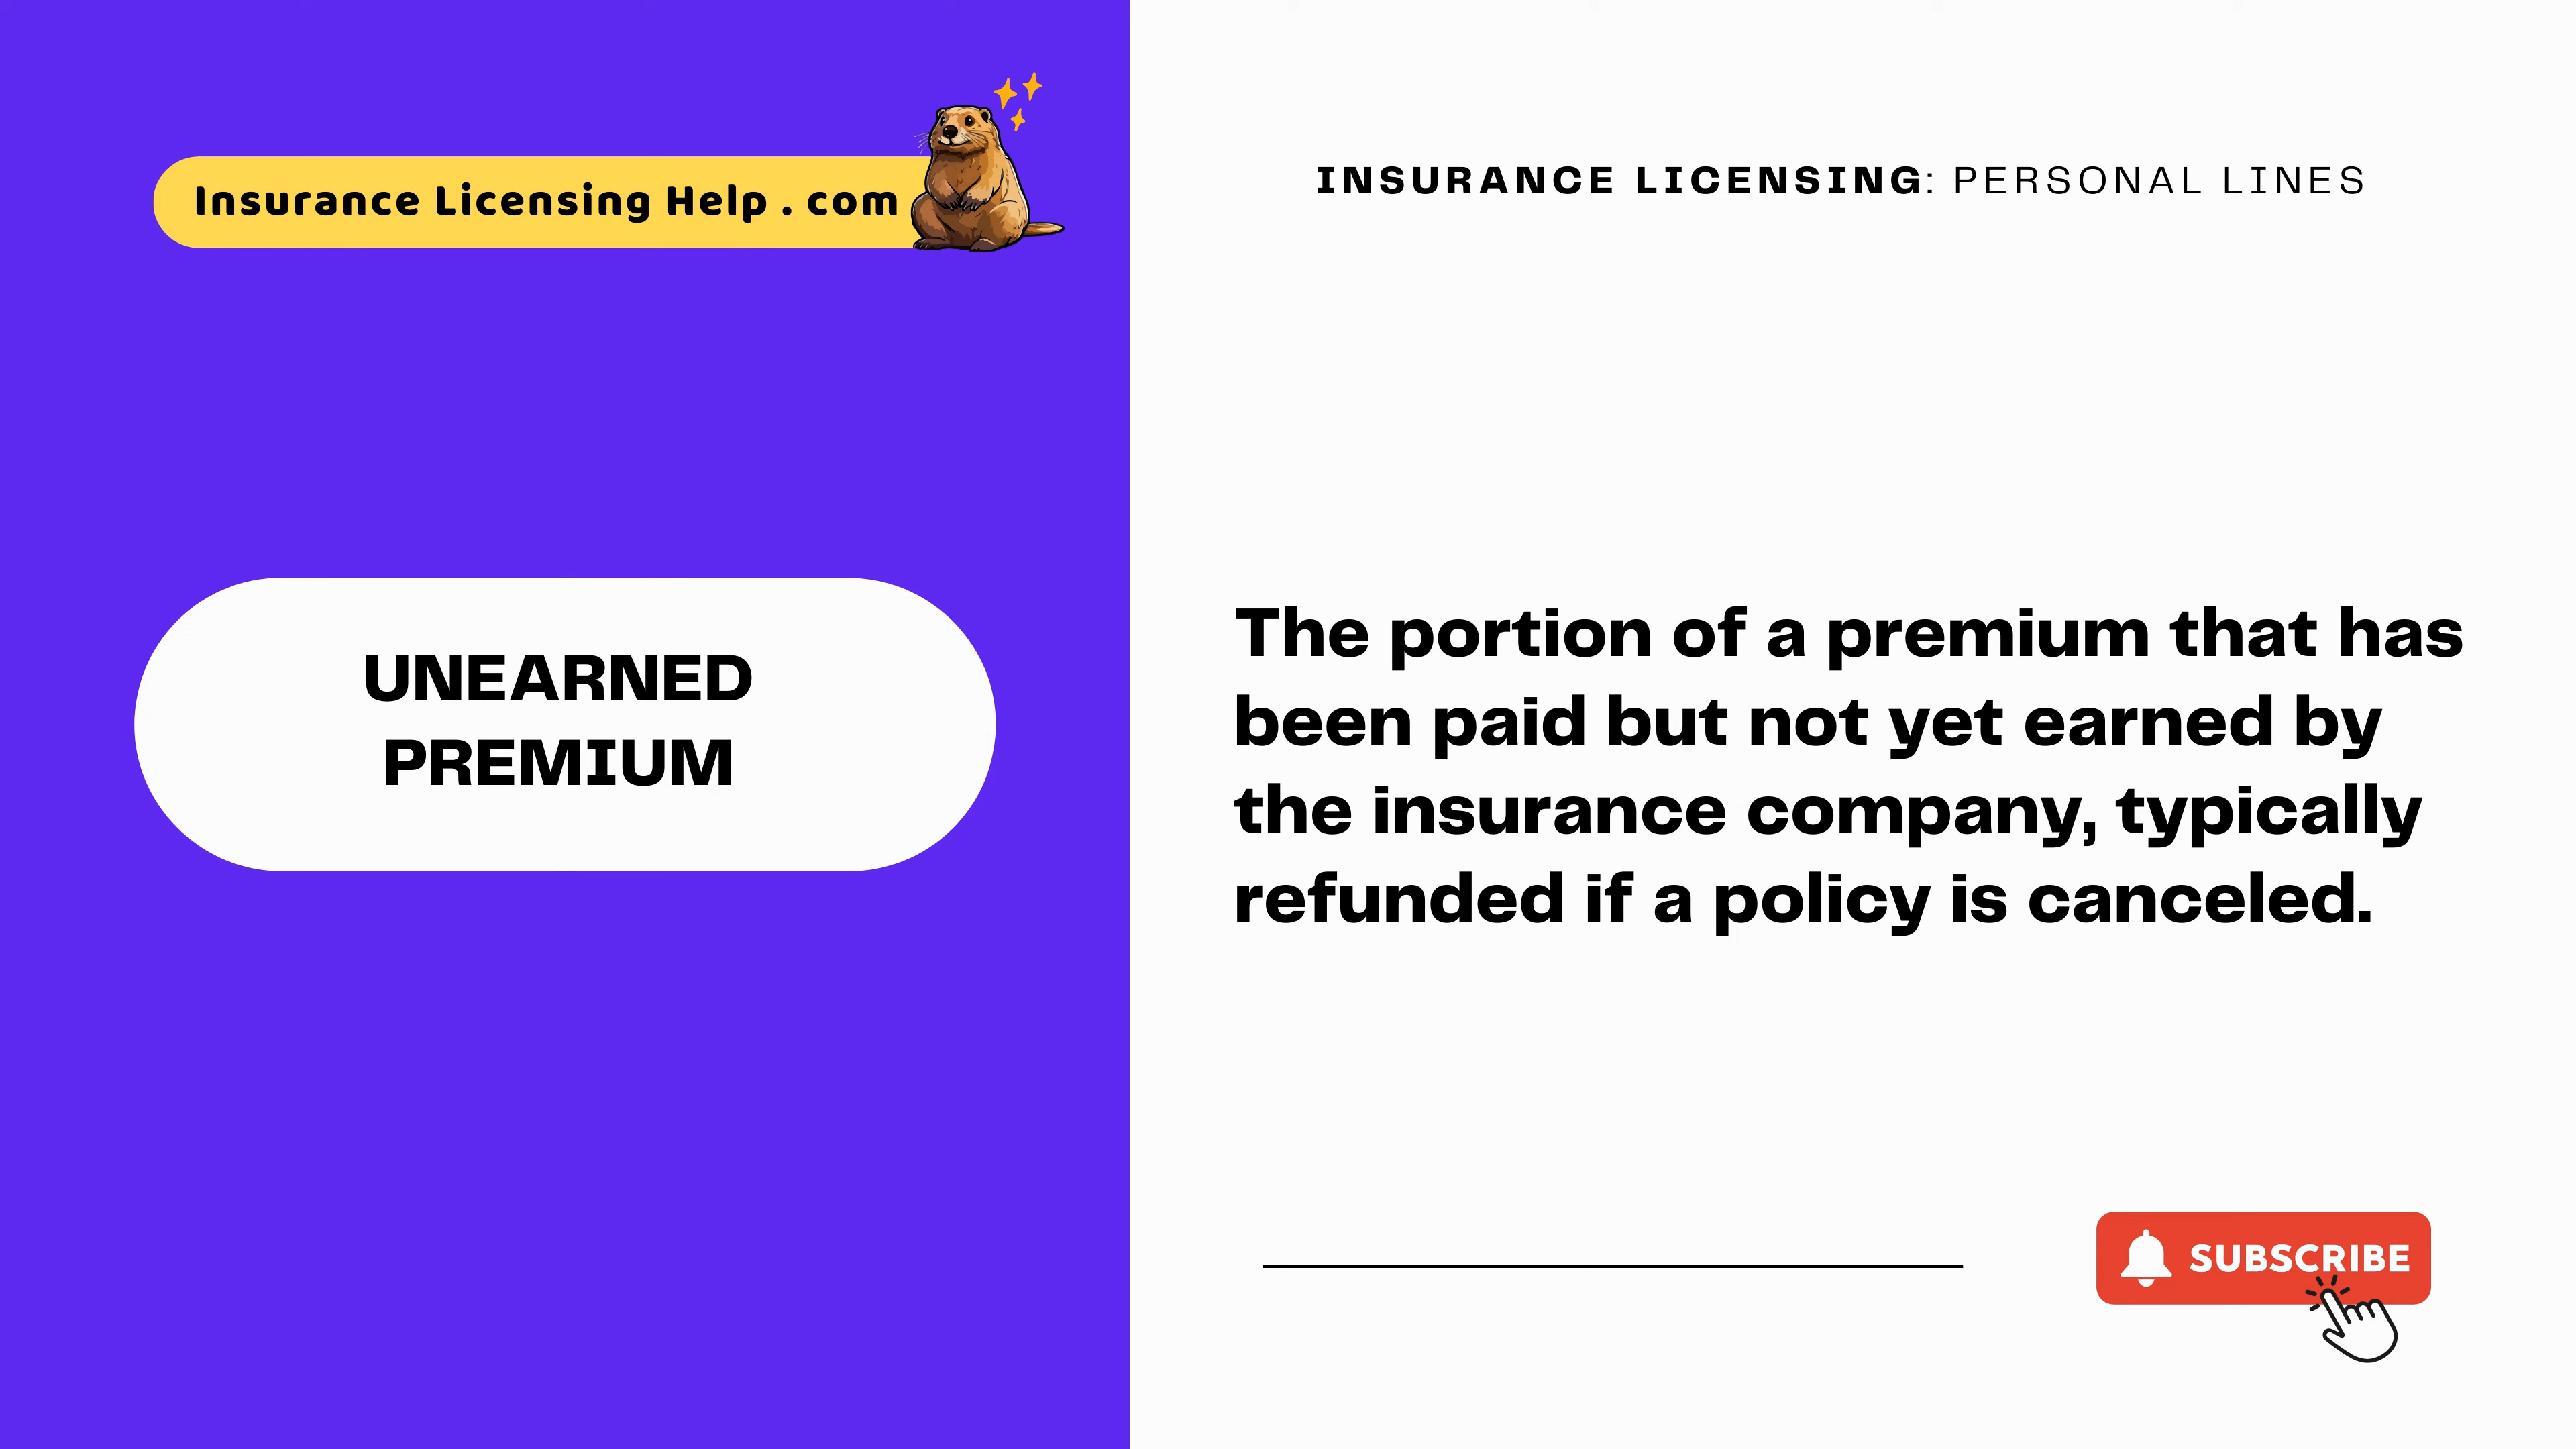 Insurance Licensing Help . com
UNEARNED
PREMIUM
INSURANCE LICENSING: PERSONAL LINES
The portion of a premium that has
been paid but not yet earned by
the insurance company, typically
refunded if a policy is canceled.
SUBSCRIBE